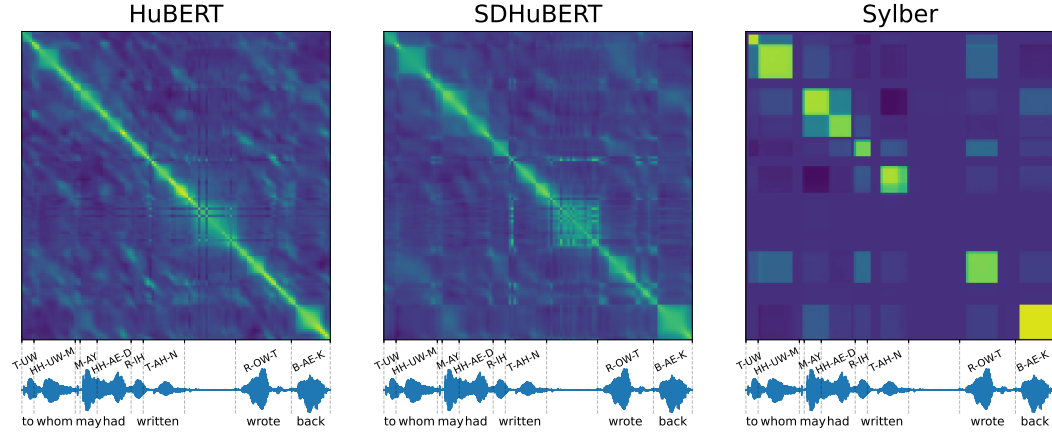 HuBERT SDHuBERT Sylber
T-UW HH-UW-M M-AY HH-AE-D R-IH T-AH-N R-OW-T B-AE-K T-UW HH-UW-M M-AY HH-AE-D R-IH T-AH-N R-OW-T B-AE-K T-UW HH-UW-M M-AY HH-AE-D R-IH T-AH-N R-OW-T B-AE-K
to whom may had written wrote back to whom may had written wrote back to whom may had written wrote back